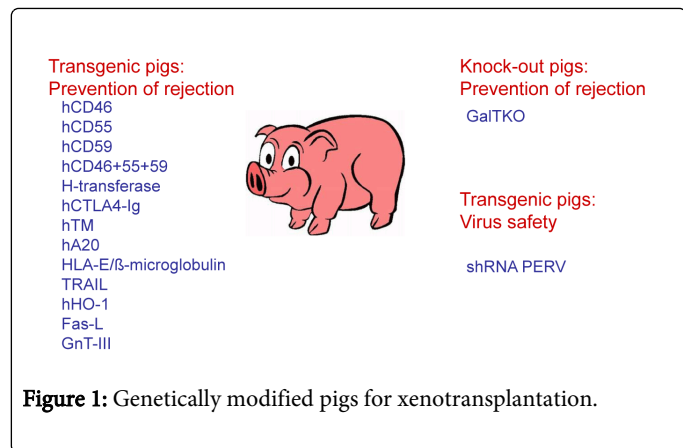 Transgenic pigs:
Prevention of rejection
hCD46
hCD55
hCD59
hCD46+55+59
H-transferase
hCTLA4-Ig
hTM
hA20
HLA-E/ß-microglobulin
TRAIL
hHO-1
Fas-L
GnT-III
Knock-out pigs:
Prevention of rejection
GalTKO
Transgenic pigs:
Virus safety
shRNA PERV
Figure 1: Genetically modified pigs for xenotransplantation.